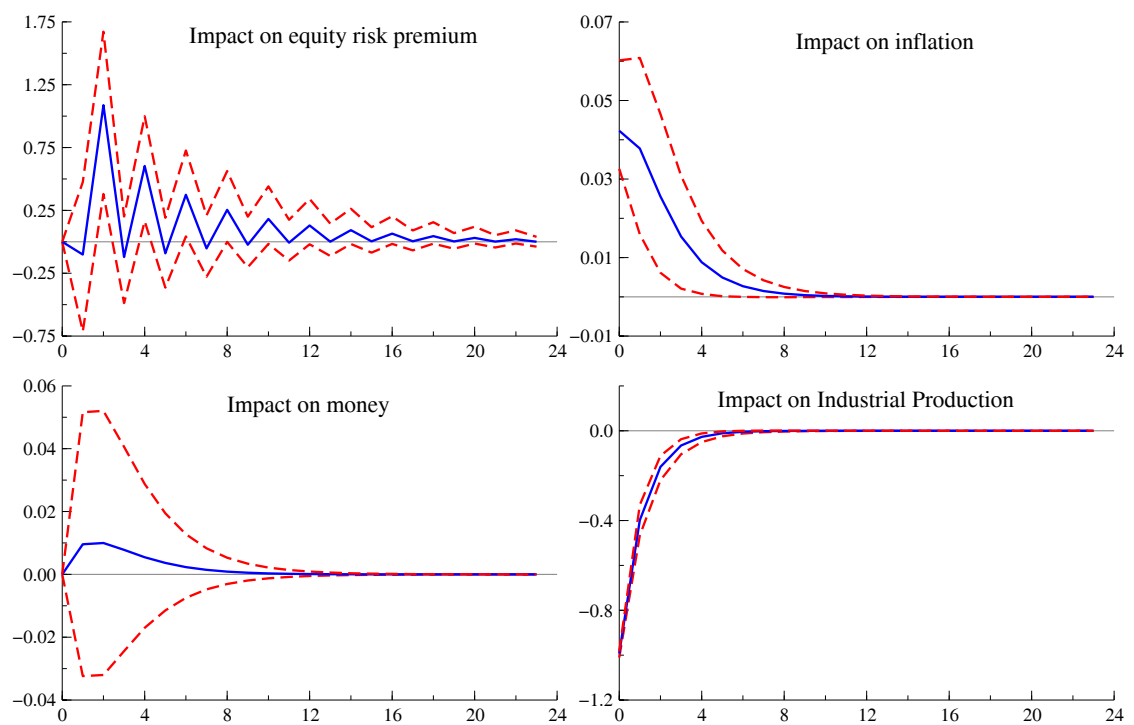 Impact on equity risk premium
1.75
1.25
0.75
0.25
−0.25
−0.75
0 4 8 12 16 20 24
Impact on inflation
0.07
0.05
0.03
0.01
−0.01
0 4 8 12 16 20 24
Impact on money
0.06
0.04
0.02
0.00
−0.02
−0.04
0 4 8 12 16 20 24
Impact on Industrial Production
0.0
−0.4
−0.8
−1.2
0 4 8 12 16 20 24